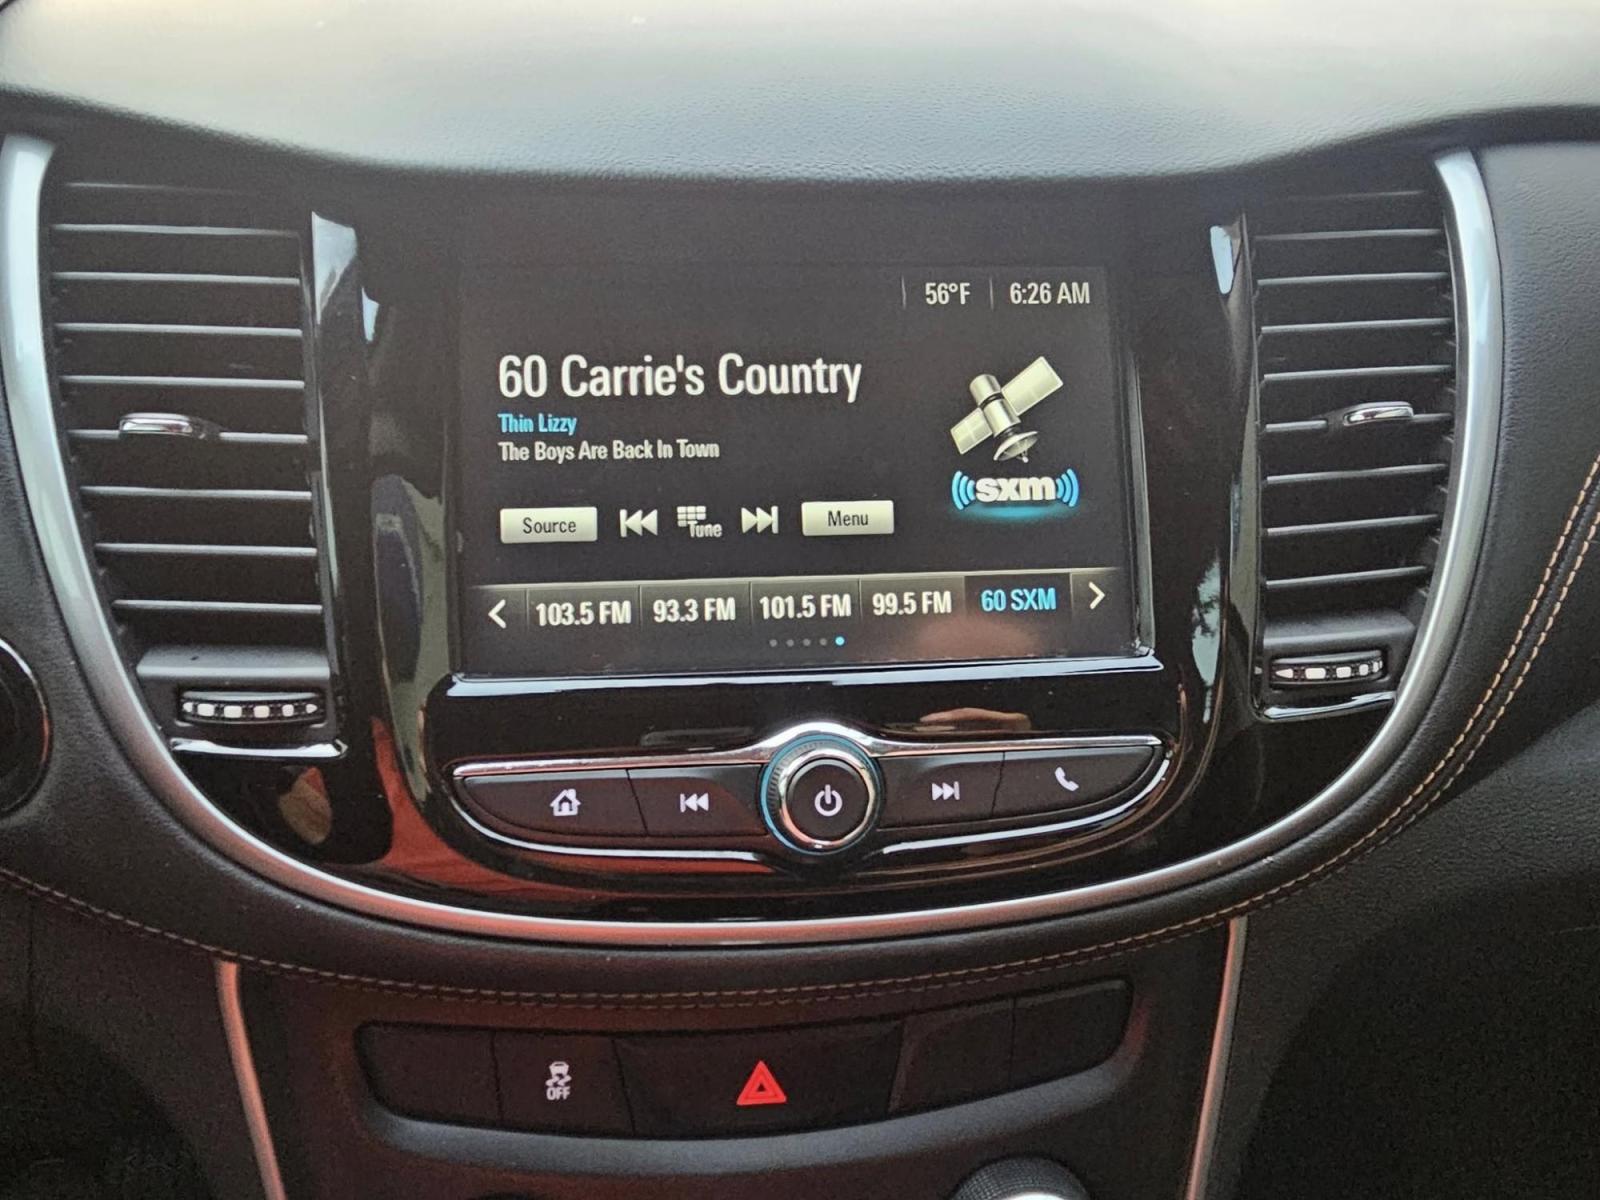 56°F 6:26 AM
60 Carrie's Country
Thin Lizzy
The Boys Are Back In Town
sxm
Source Tune Menu
103.5 FM 93.3 FM 101.5 FM 99.5 FM 60 SXM
OFF